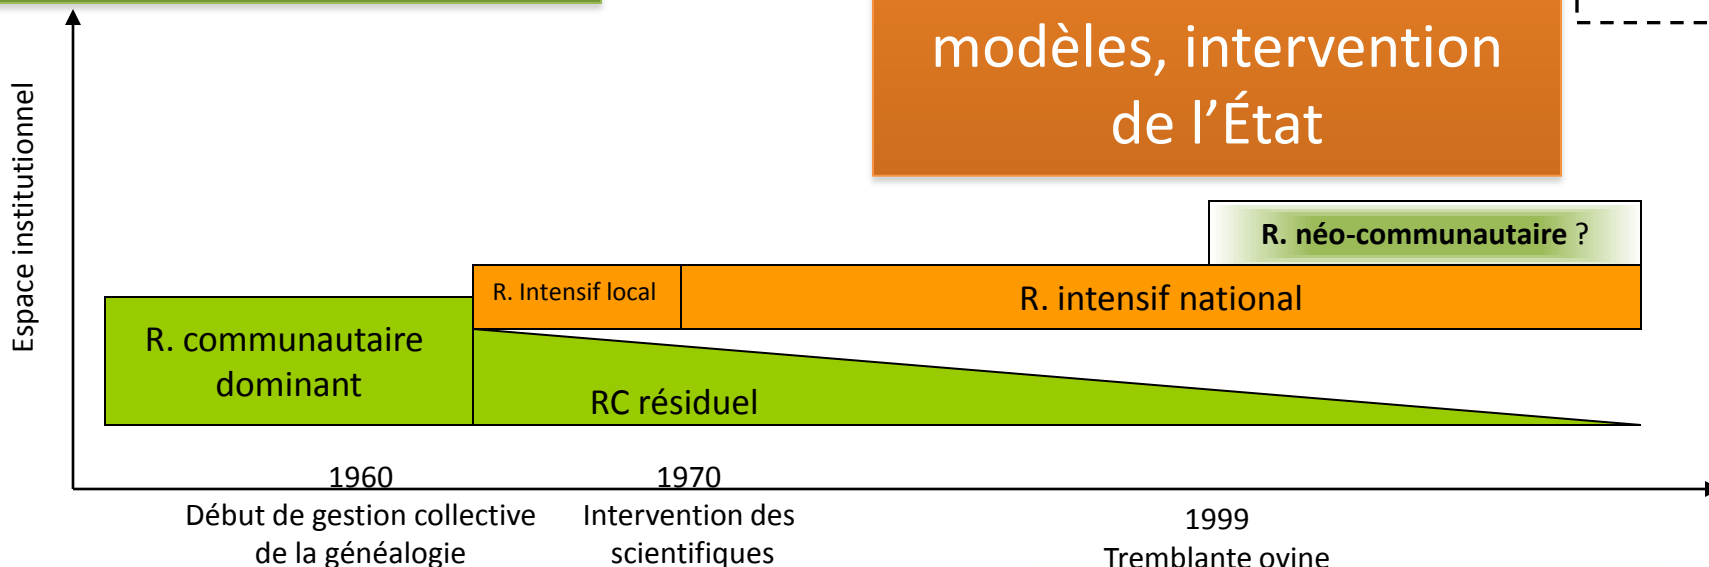 modèles, intervention
de l’État
Espace institutionnel
R. néo-communautaire ?
R. Intensif local
R. intensif national
R. communautaire
dominant
RC résiduel
1960
Début de gestion collective
de la généalogie
1970
Intervention des
scientifiques
1999
Tremblante ovine